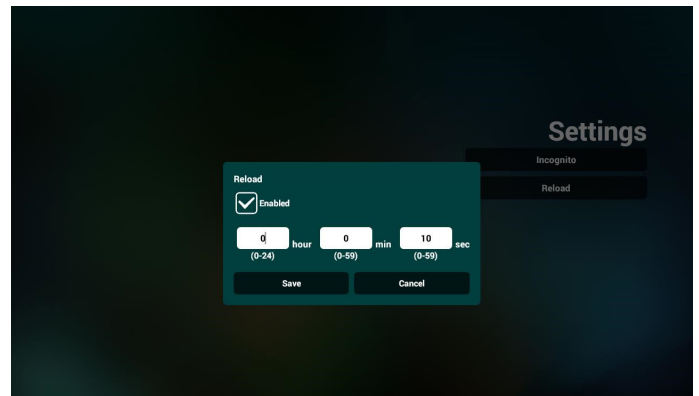 Settings
Incognito
Reload
Reload
Enabled
0 hour 0 min 10 sec
(0-24) (0-59) (0-59)
Save Cancel